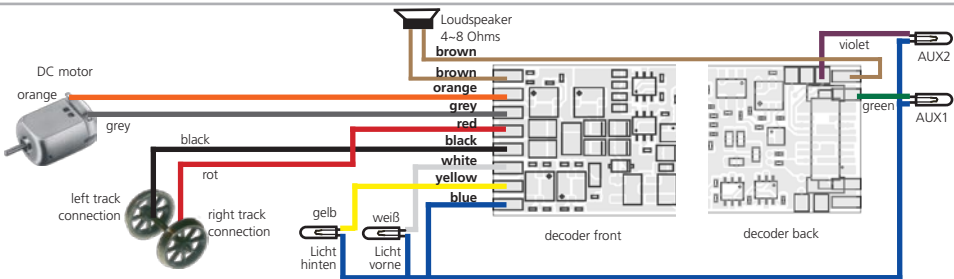 Loudspeaker
4~8 Ohms
brown
violet
AUX2
DC motor
brown
orange
orange
grey
green
AUX1
grey
red
black
black
rot
white
yellow
left track
connection
blue
right track
connection
gelb
weiß
decoder front
decoder back
Licht
hinten
Licht
vorne